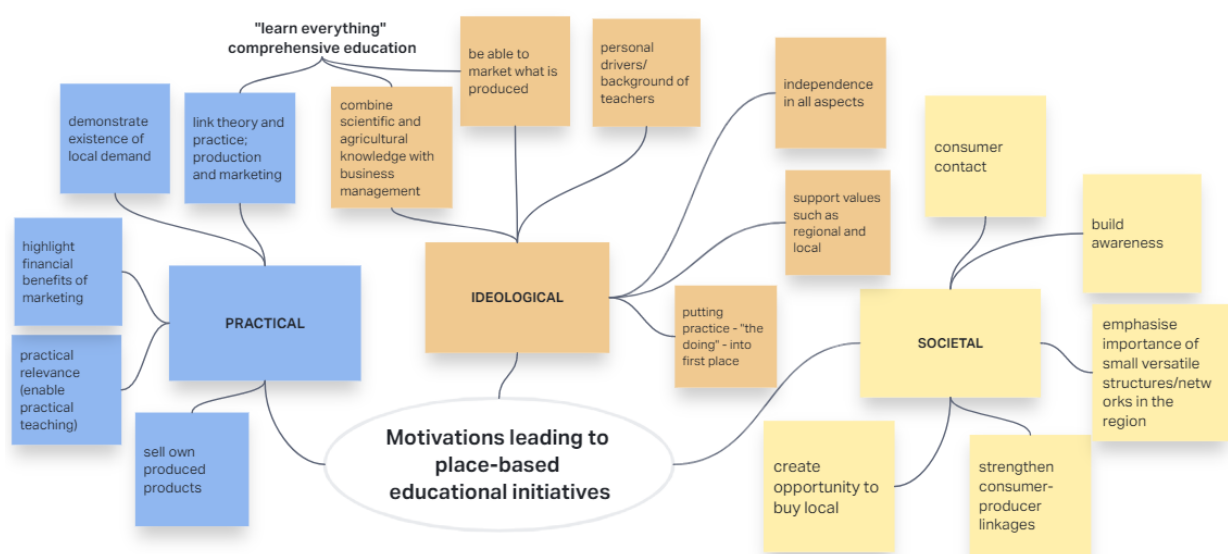 "learn everything"
comprehensive education
be able to
market what is
produced
personal
drivers/
background of
teachers
independence
in all aspects
demonstrate
existence of
local demand
link theory and
practice;
production
and marketing
combine
scientific and
agricultural
knowledge with
business
management
consumer
contact
support values
such as
regional and
local
build
awareness
highlight
financial
benefits of
marketing
PRACTICAL
IDEOLOGICAL
putting
practice - "the
doing" - into
first place
SOCIETAL
emphasise
importance of
small versatile
structures/netw
orks in the
region
practical
relevance
(enable
practical
teaching)
sell own
produced
products
Motivations leading to
place-based
educational initiatives
create
opportunity to
buy local
strengthen
consumer-
producer
linkages